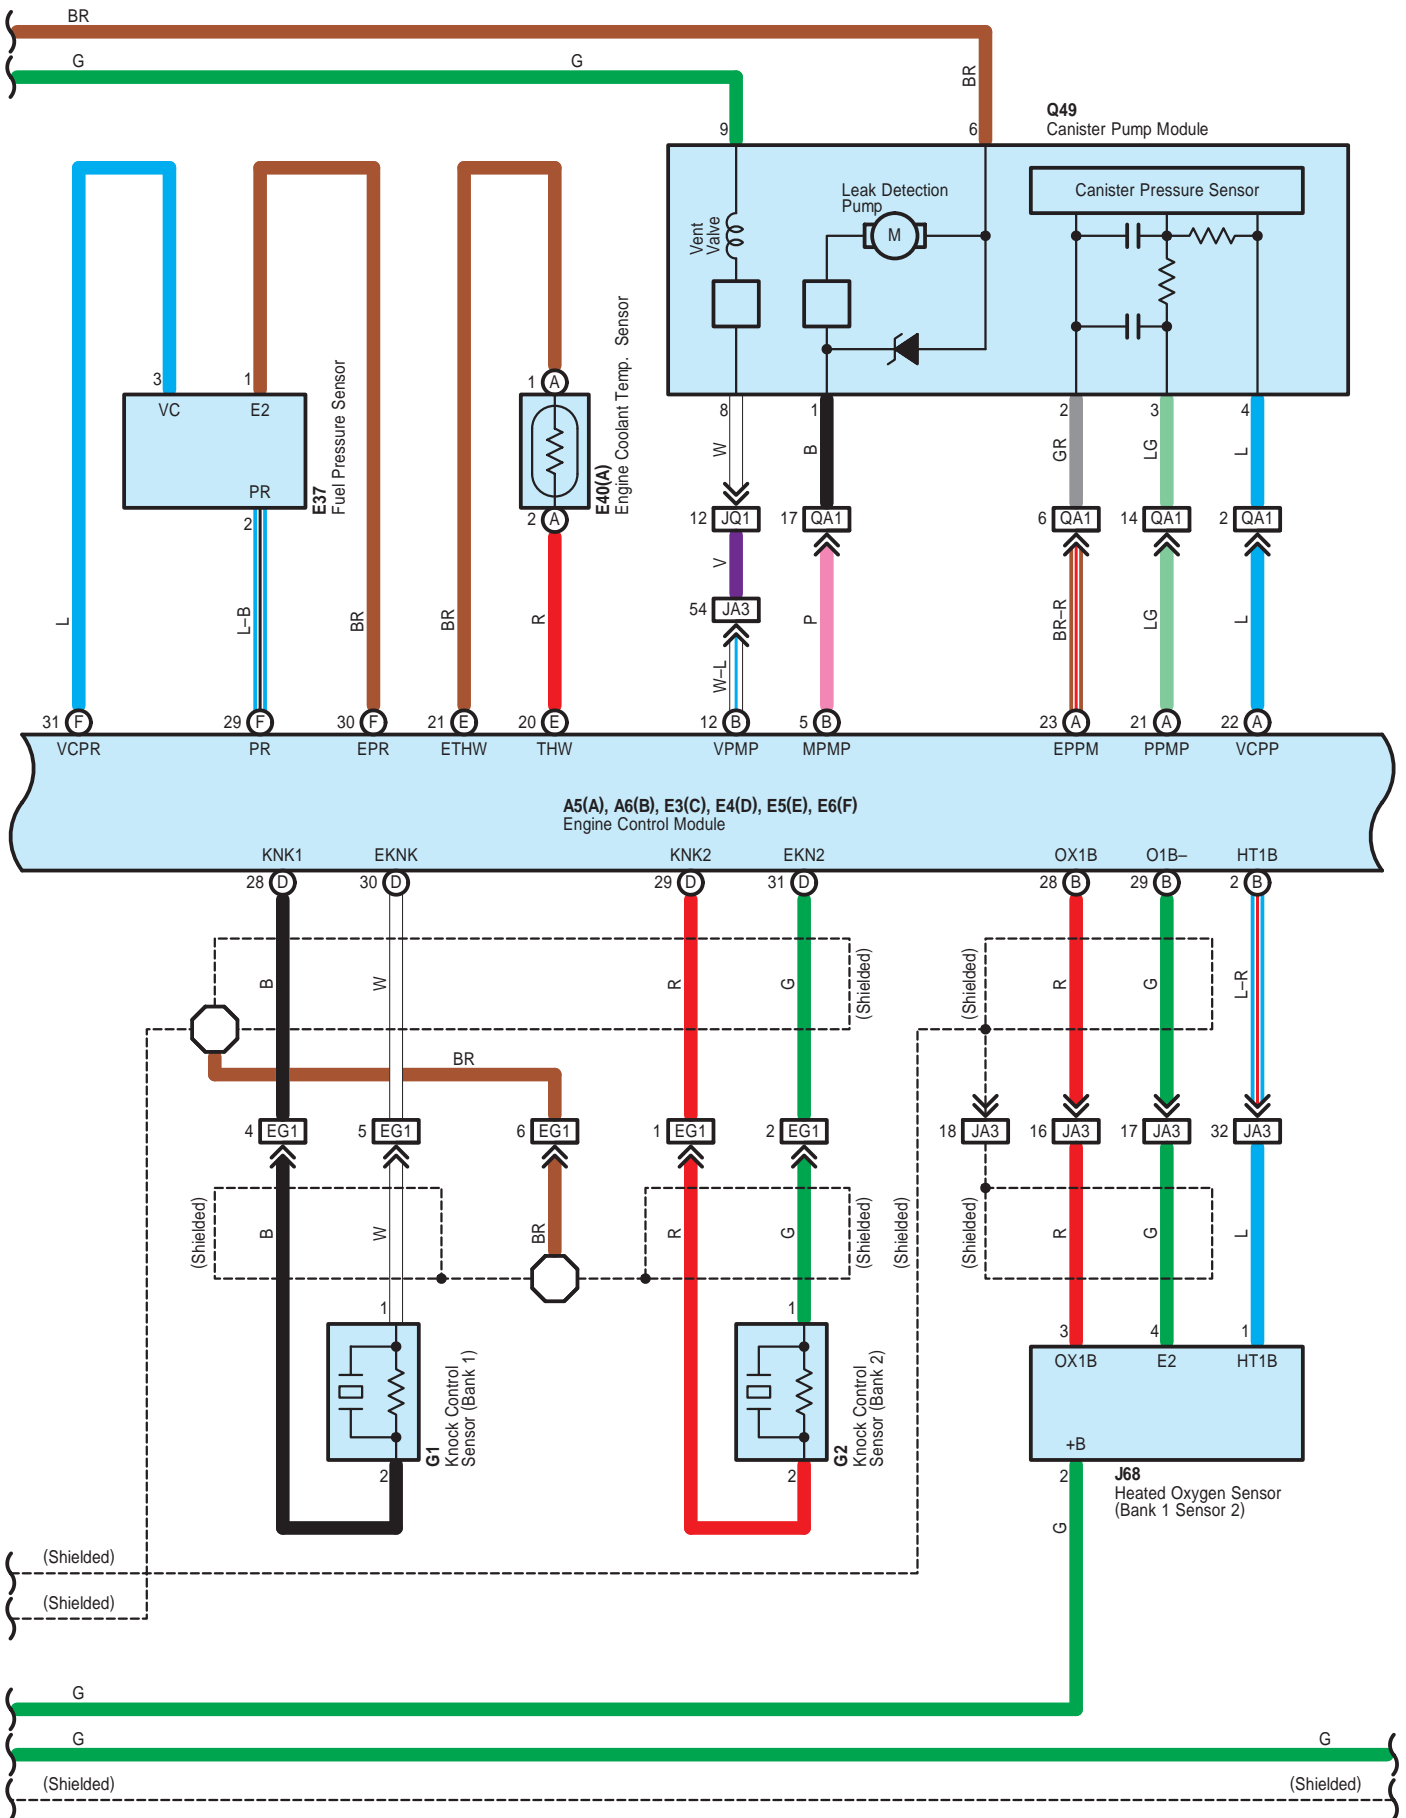 BR
G
G
BR
Q49
Canister Pump Module
9
6
Leak Detection
Pump
Canister Pressure Sensor
M
Vent
Valve
3
1
VC
E2
PR
2
E37
Fuel Pressure Sensor
1 A
2 A
E40(A)
Engine Coolant Temp. Sensor
8
1
2
3
4
W
B
GR
LG
L
12 JQ1
17 QA1
6 QA1
14 QA1
2 QA1
V
54 JA3
L
L–B
BR
BR
R
W–L
P
BR–R
LG
L
31 F
29 F
30 F
21 E
20 E
12 B
5 B
23 A
21 A
22 A
VCPR
PR
EPR
ETHW
THW
VPMP
MPMP
EPPM
PPMP
VCPP
A5(A), A6(B), E3(C), E4(D), E5(E), E6(F)
Engine Control Module
KNK1
EKNK
KNK2
EKN2
OX1B
O1B–
HT1B
28 D
30 D
29 D
31 D
28 B
29 B
2 B
B
W
R
G
(Shielded)
(Shielded)
R
G
L–R
BR
4 EG1
5 EG1
6 EG1
1 EG1
2 EG1
18 JA3
16 JA3
17 JA3
32 JA3
(Shielded)
B
W
BR
R
G
(Shielded)
(Shielded)
(Shielded)
R
G
L
1
1
3
4
1
OX1B
E2
HT1B
+B
2
G1
Knock Control
Sensor (Bank 1)
2
G2
Knock Control
Sensor (Bank 2)
2
J68
Heated Oxygen Sensor
(Bank 1 Sensor 2)
G
(Shielded)
(Shielded)
G
G
G
(Shielded)
(Shielded)